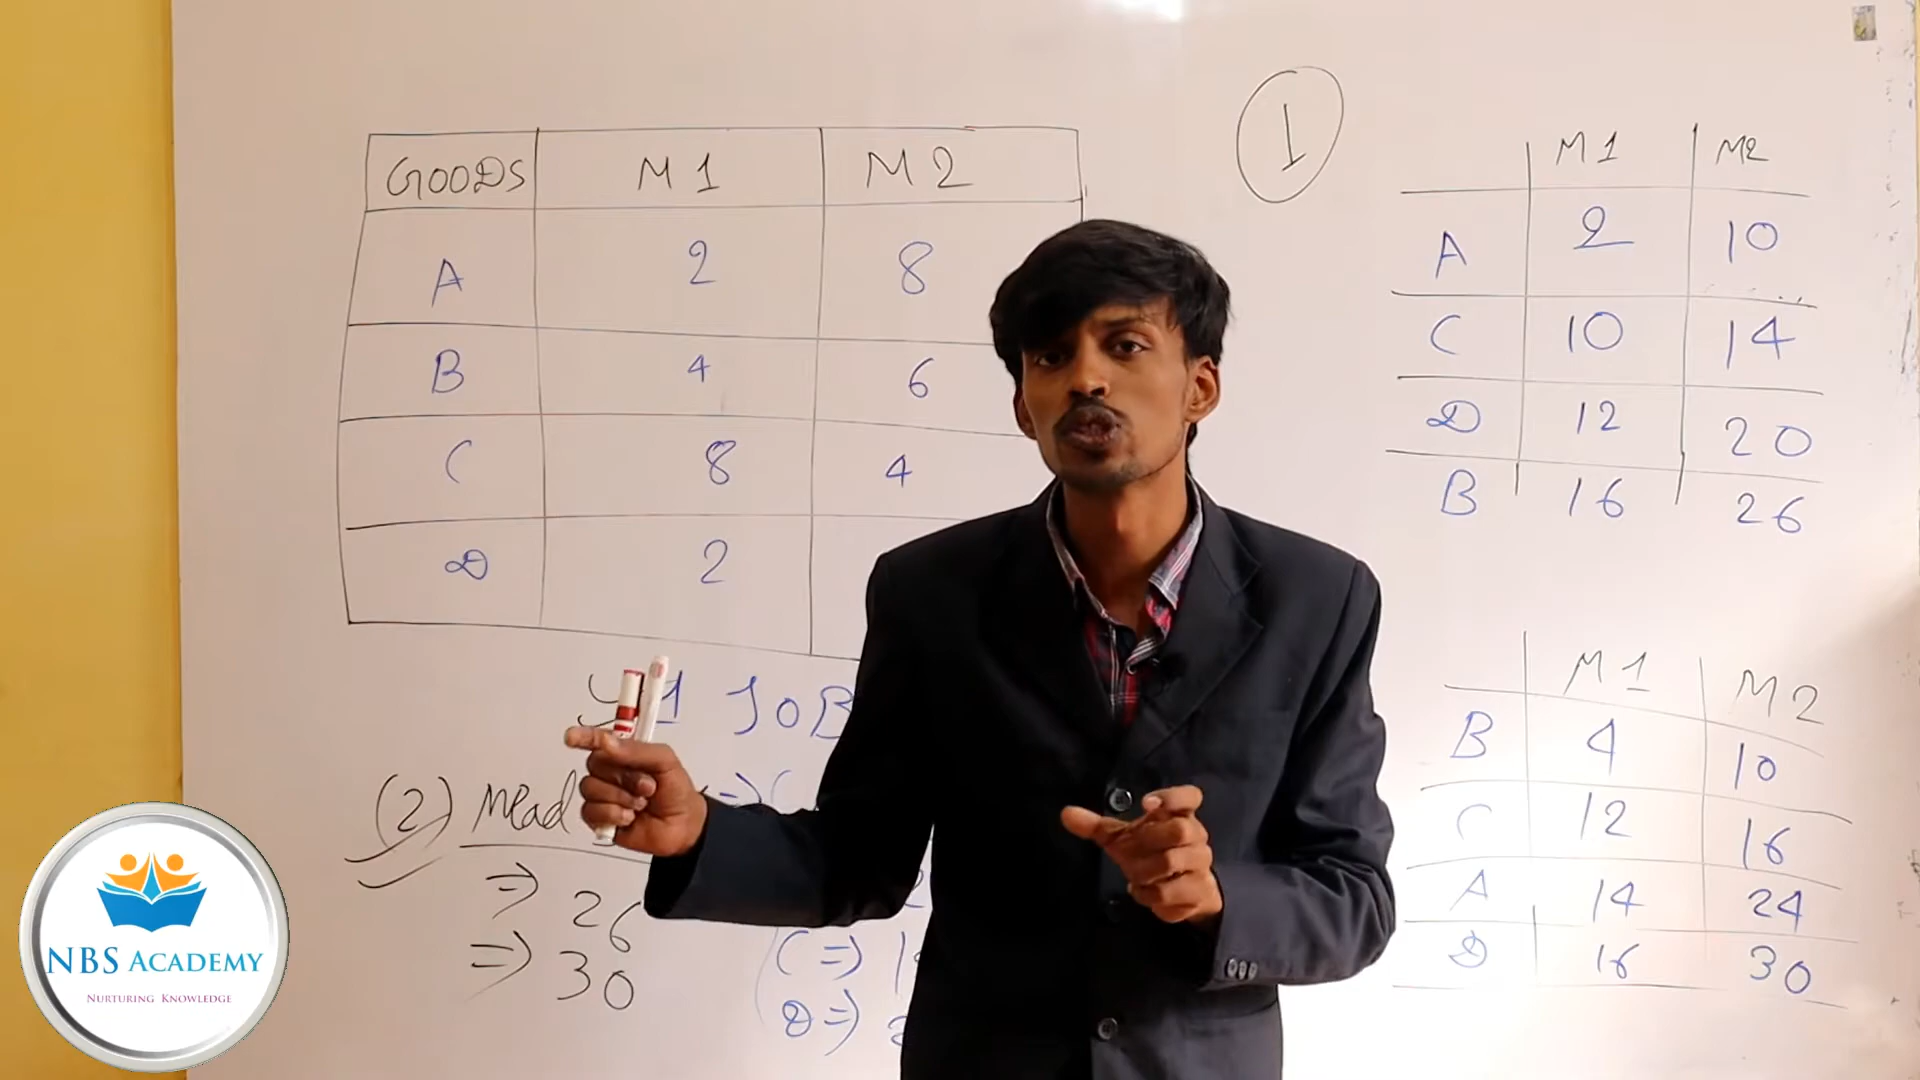 GOODS M1 M2
A 2 8
B 4 6
C 8 4
D 2
1 JOB
(2)
=> 26
=> 30
C =>
D =>
1
M1 M2
A 2 10
C 10 14
D 12 20
B 16 26
M1 M2
B 4 10
C 12 16
A 14 24
D 16 30
NBS ACADEMY
NURTURING KNOWLEDGE